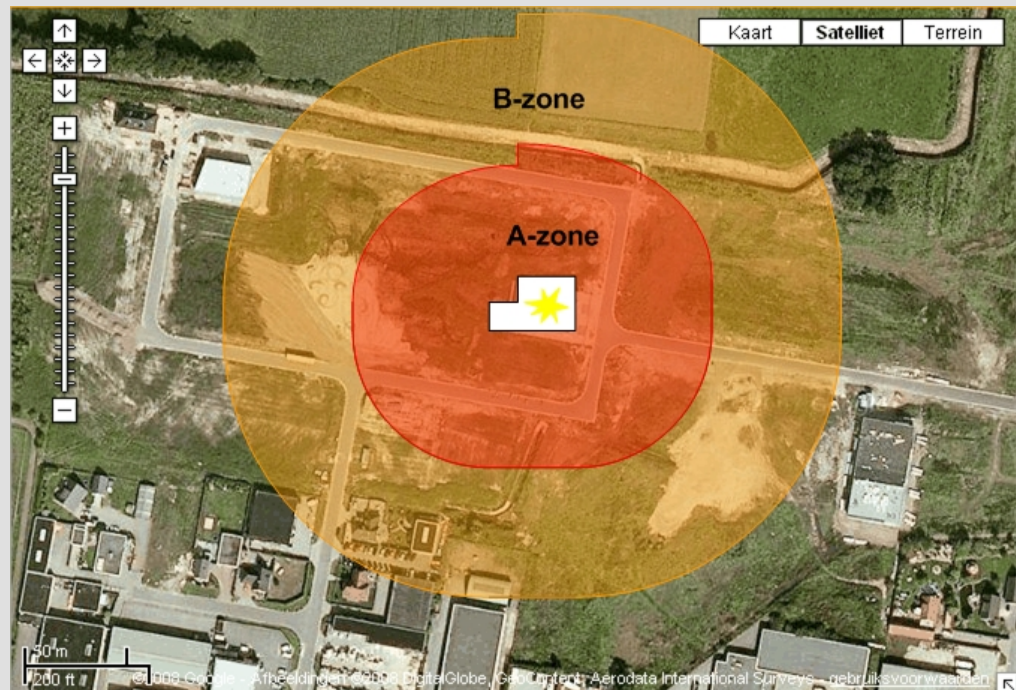 Kaart Satelliet Terrein
B-zone
A-zone
50 m
200 ft
©2008 Google - Afbeeldingen ©2008 DigitalGlobe, GeoContent, Aerodata International Surveys - gebruiksvoorwaarden